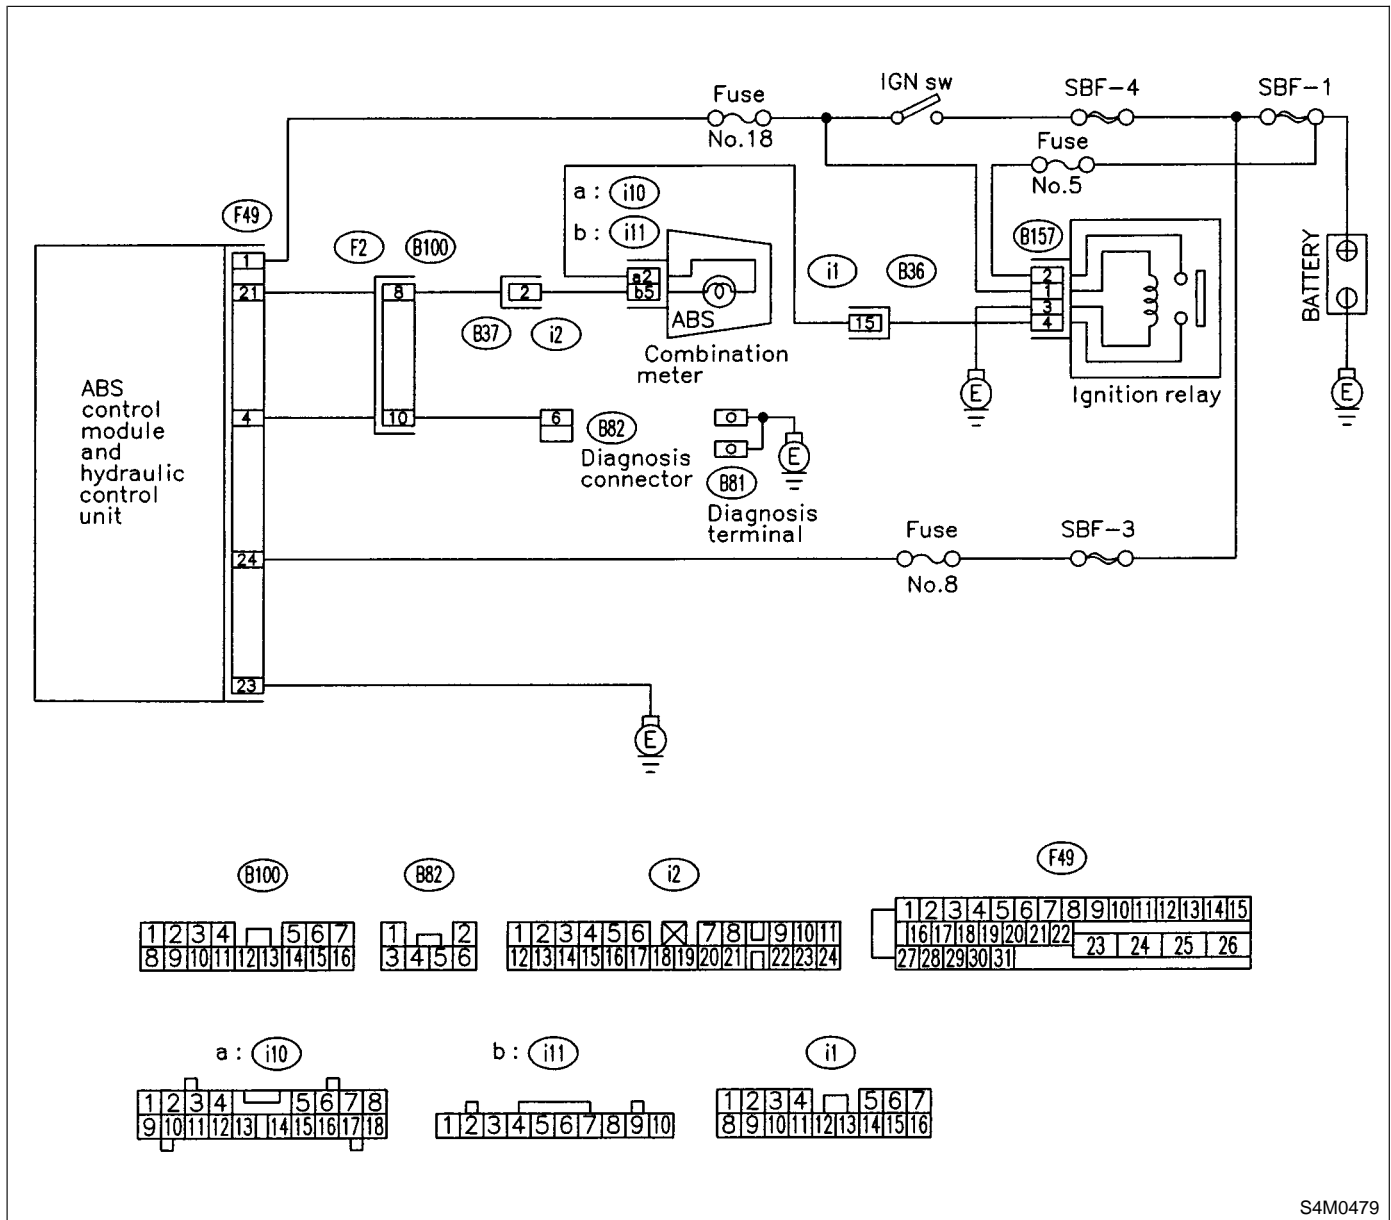 IGN sw
SBF-4
SBF-1
Fuse
No.18
Fuse
No.5
a : i10
b : i11
F49
F2
B100
i1
B36
B157
1
21
8
2
a2
b5
ABS
15
2
1
3
4
BATTERY
B37
i2
Combination
meter
E
Ignition relay
E
ABS
control
module
and
hydraulic
control
unit
4
10
6
B82
Diagnosis
connector
E
B81
Diagnosis
terminal
Fuse
No.8
SBF-3
24
23
E
B100
1 2 3 4 5 6 7
8 9 10 11 12 13 14 15 16
B82
1 2
3 4 5 6
i2
1 2 3 4 5 6 7 8 9 10 11
12 13 14 15 16 17 18 19 20 21 22 23 24
F49
1 2 3 4 5 6 7 8 9 10 11 12 13 14 15
16 17 18 19 20 21 22
23 24 25 26
27 28 29 30 31
a : i10
1 2 3 4 5 6 7 8
9 10 11 12 13 14 15 16 17 18
b : i11
1 2 3 4 5 6 7 8 9 10
i1
1 2 3 4 5 6 7
8 9 10 11 12 13 14 15 16
S4M0479